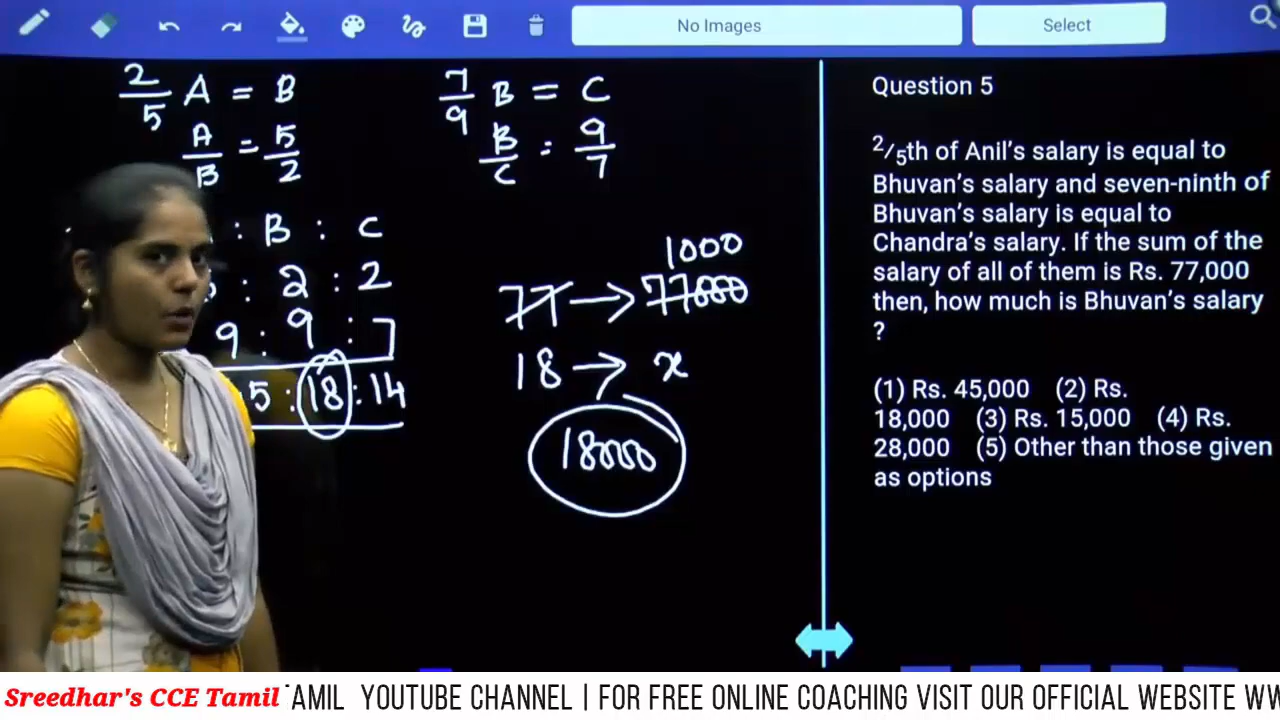 No Images
Select
2/5 A = B
A/B = 5/2
7/9 B = C
B/C = 9/7
: B : C
: 2 : 2
9 : 9 : 7
5 : 18 : 14
1000
77 → 77000
18 → x
18000
Question 5
2/5th of Anil's salary is equal to
Bhuvan's salary and seven-ninth of
Bhuvan's salary is equal to
Chandra's salary. If the sum of the
salary of all of them is Rs. 77,000
then, how much is Bhuvan's salary
?
(1) Rs. 45,000 (2) Rs.
18,000 (3) Rs. 15,000 (4) Rs.
28,000 (5) Other than those given
as options
Sreedhar's CCE Tamil
AMIL YOUTUBE CHANNEL | FOR FREE ONLINE COACHING VISIT OUR OFFICIAL WEBSITE WW